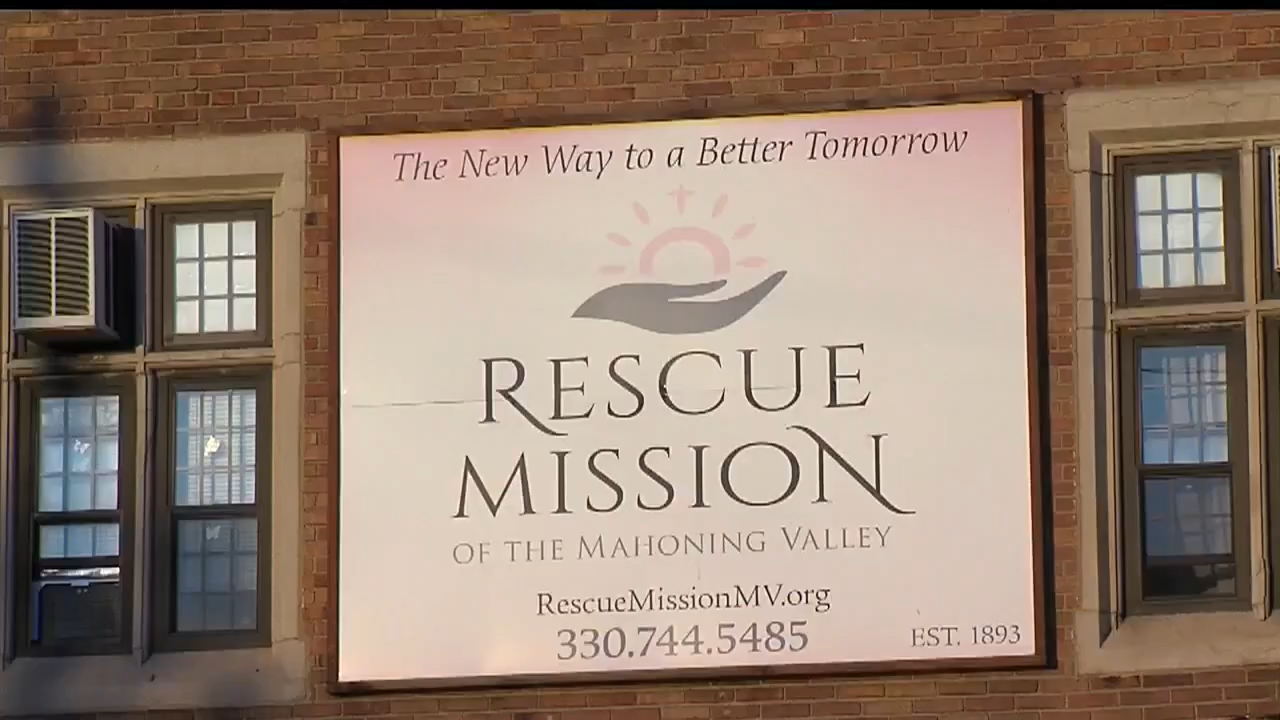 The New Way to a Better Tomorrow
RESCUE
MISSION
OF THE MAHONING VALLEY
RescueMissionMV.org
330.744.5485
EST. 1893